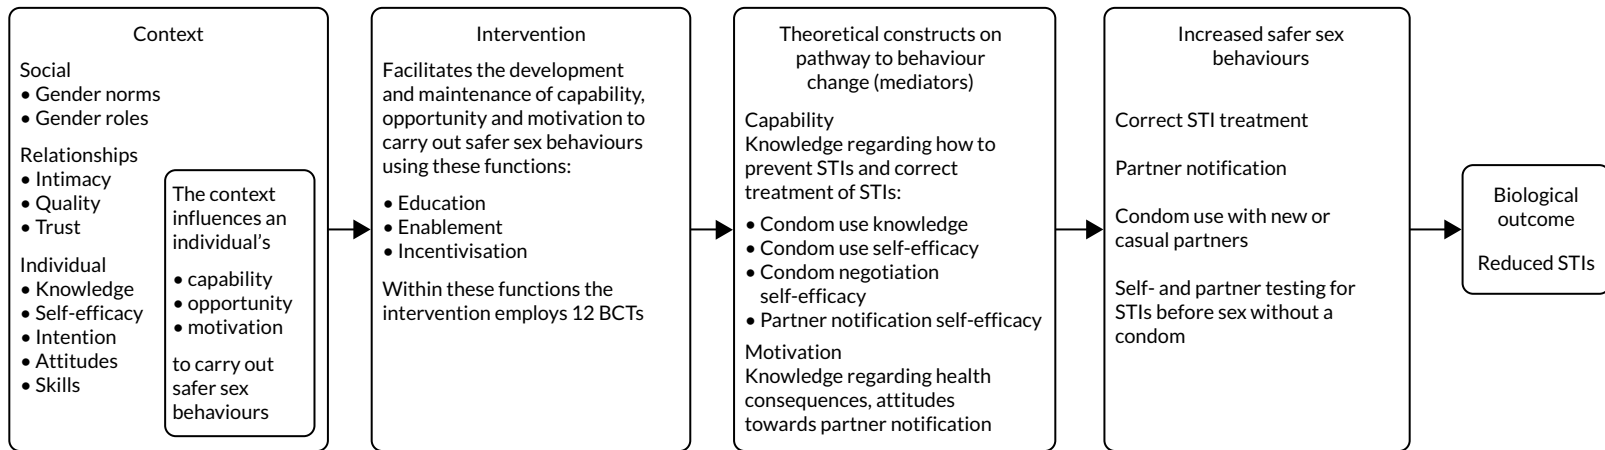 Context
Social
• Gender norms
• Gender roles
Relationships
• Intimacy
• Quality
• Trust
Individual
• Knowledge
• Self-efficacy
• Intention
• Attitudes
• Skills
The context
influences an
individual’s
• capability
• opportunity
• motivation
to carry out
safer sex
behaviours
Intervention
Facilitates the development
and maintenance of capability,
opportunity and motivation to
carry out safer sex behaviours
using these functions:
• Education
• Enablement
• Incentivisation
Within these functions the
intervention employs 12 BCTs
Theoretical constructs on
pathway to behaviour
change (mediators)
Capability
Knowledge regarding how to
prevent STIs and correct
treatment of STIs:
• Condom use knowledge
• Condom use self-efficacy
• Condom negotiation
self-efficacy
• Partner notification self-efficacy
Motivation
Knowledge regarding health
consequences, attitudes
towards partner notification
Increased safer sex
behaviours
Correct STI treatment
Partner notification
Condom use with new or
casual partners
Self- and partner testing for
STIs before sex without a
condom
Biological
outcome
Reduced STIs